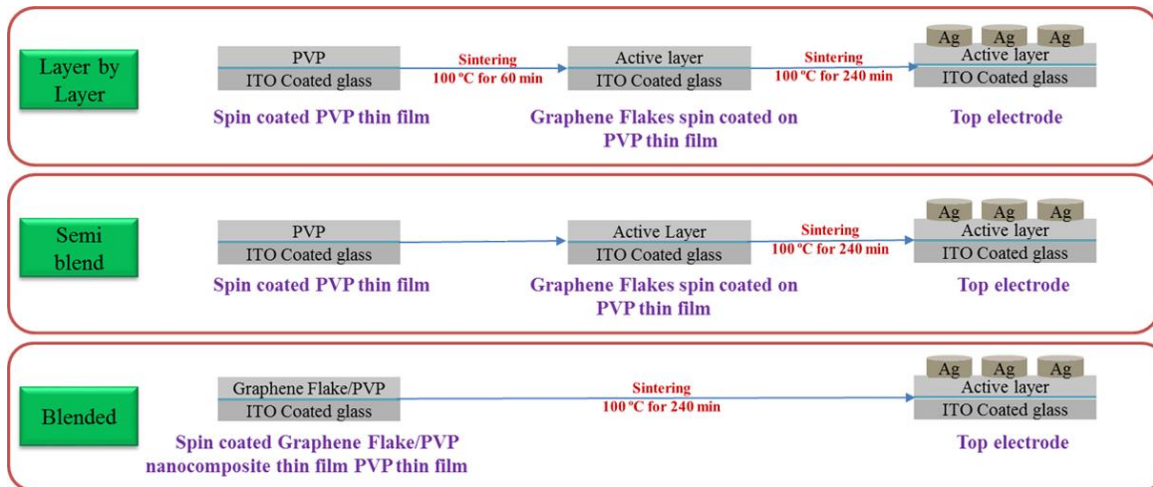 Layer by
Layer
PVP
ITO Coated glass
Spin coated PVP thin film
Sintering
100 ºC for 60 min
Active layer
ITO Coated glass
Graphene Flakes spin coated on
PVP thin film
Sintering
100 ºC for 240 min
Ag Ag Ag
Active layer
ITO Coated glass
Top electrode
Semi
blend
PVP
ITO Coated glass
Spin coated PVP thin film
Active Layer
ITO Coated glass
Graphene Flakes spin coated on
PVP thin film
Sintering
100 ºC for 240 min
Ag Ag Ag
Active layer
ITO Coated glass
Top electrode
Blended
Graphene Flake/PVP
ITO Coated glass
Spin coated Graphene Flake/PVP
nanocomposite thin film PVP thin film
Sintering
100 ºC for 240 min
Ag Ag Ag
Active layer
ITO Coated glass
Top electrode